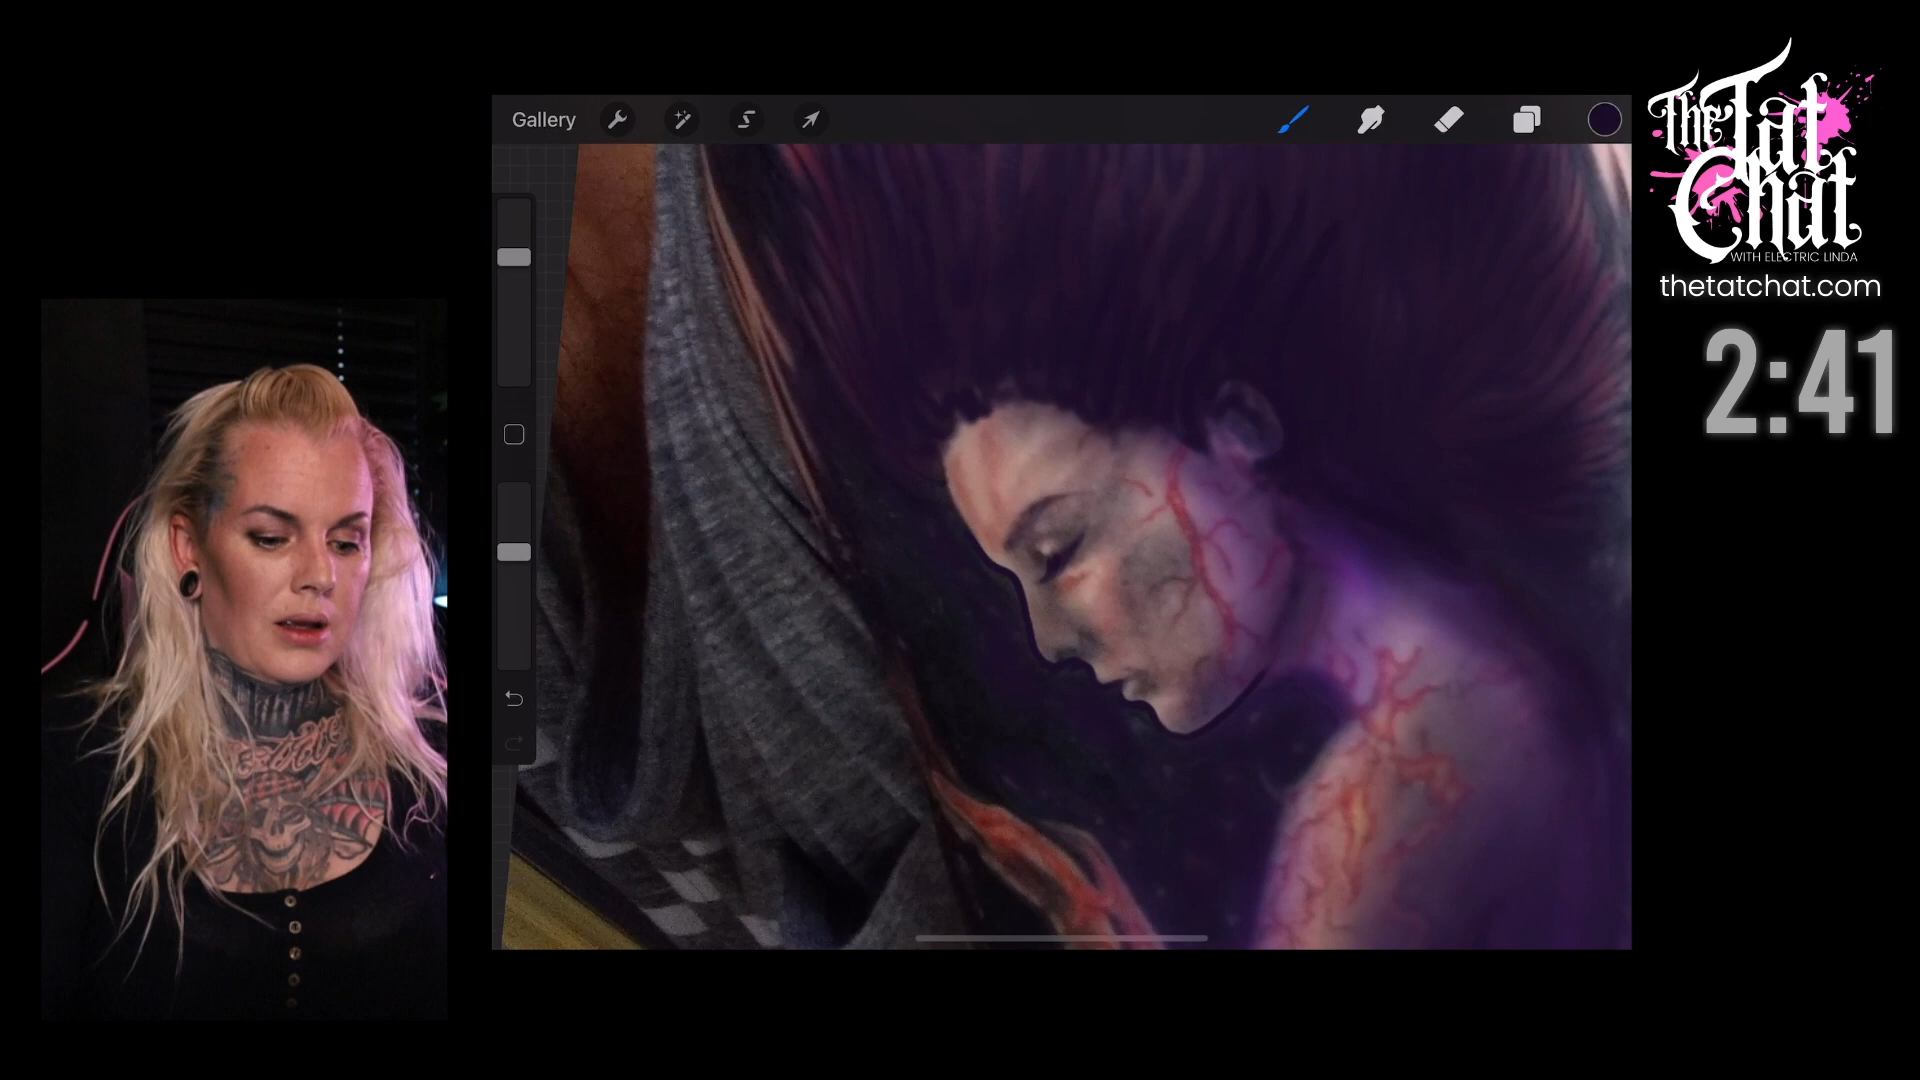 Gallery
The Tat
Chat
WITH ELECTRIC LINDA
thetatchat.com
2:41